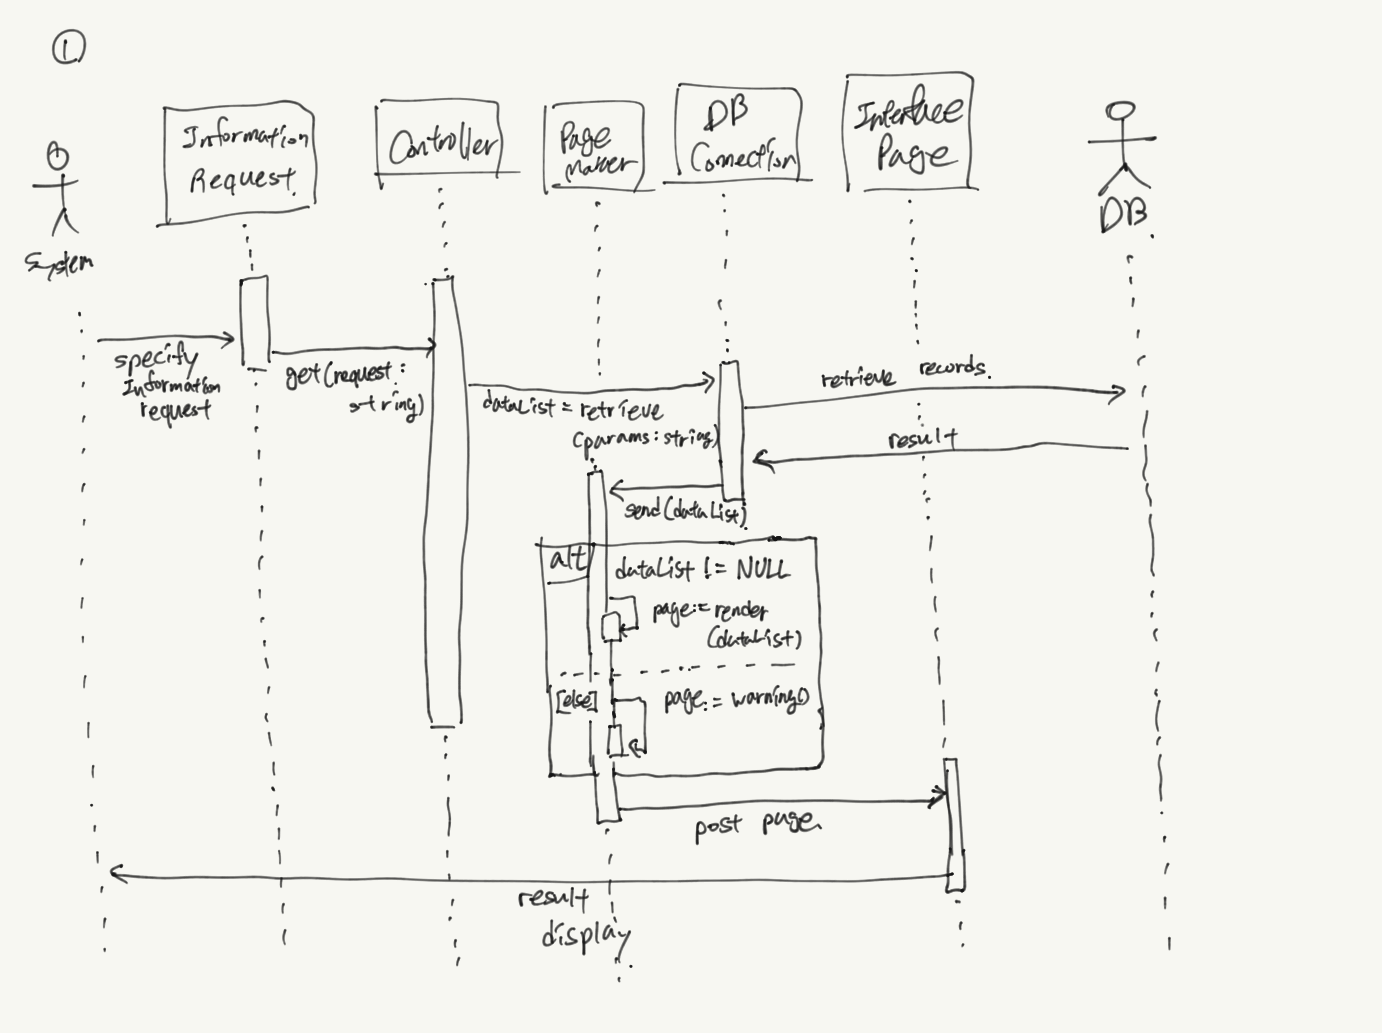 1
System
Information
Request.
Controller
Page
Maker
DB
Connection
Interface
Page
DB.
specify
Information
request
get(request:
string)
dataList = retrieve
(params: string)
retrieve records.
result
send(dataList)
alt
dataList != NULL
page:= render
(dataList)
[else]
page:= warning()
post page.
result
display.